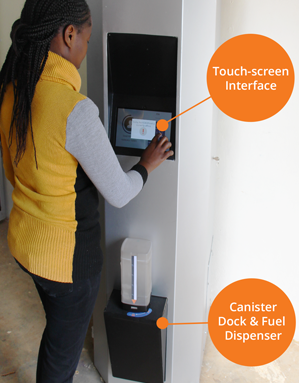 Touch-screen
Interface
Canister
Dock & Fuel
Dispenser